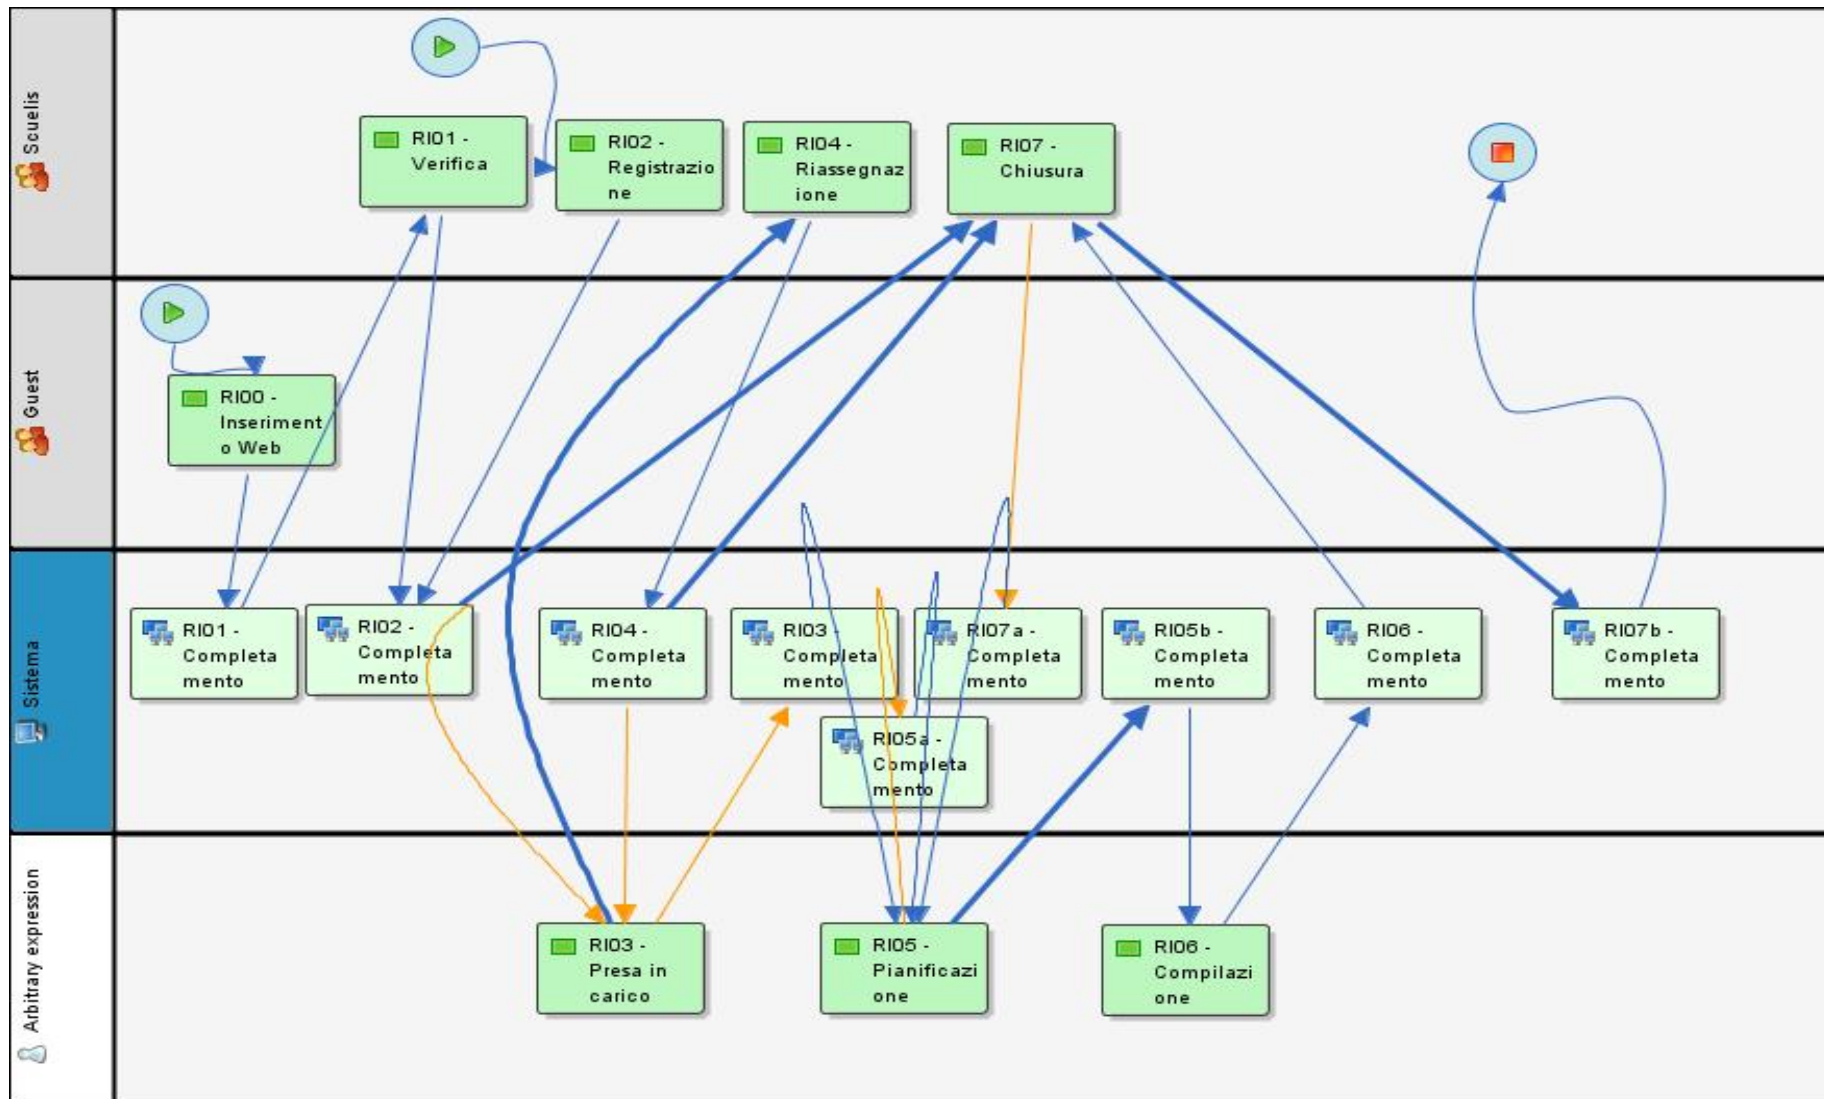 Scuelis
RI01 -
Verifica
RI02 -
Registrazio
ne
RI04 -
Riassegnaz
ione
RI07 -
Chiusura
Guest
RI00 -
Inseriment
o Web
Sistema
RI01 -
Completa
mento
RI02 -
Completa
mento
RI04 -
Completa
mento
RI03 -
Completa
mento
RI07a -
Completa
mento
RI05b -
Completa
mento
RI06 -
Completa
mento
RI07b -
Completa
mento
RI05a -
Completa
mento
Arbitrary expression
RI03 -
Presa in
carico
RI05 -
Pianificazi
one
RI06 -
Compilazi
one